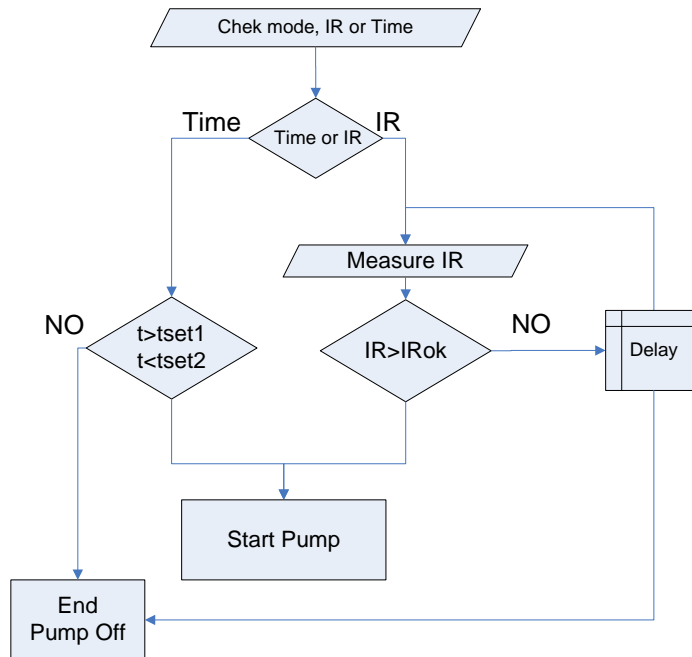 Chek mode, IR or Time
Time
IR
Time or IR
Measure IR
NO
t>tset1
t<tset2
IR>IRok
NO
Delay
Start Pump
End
Pump Off